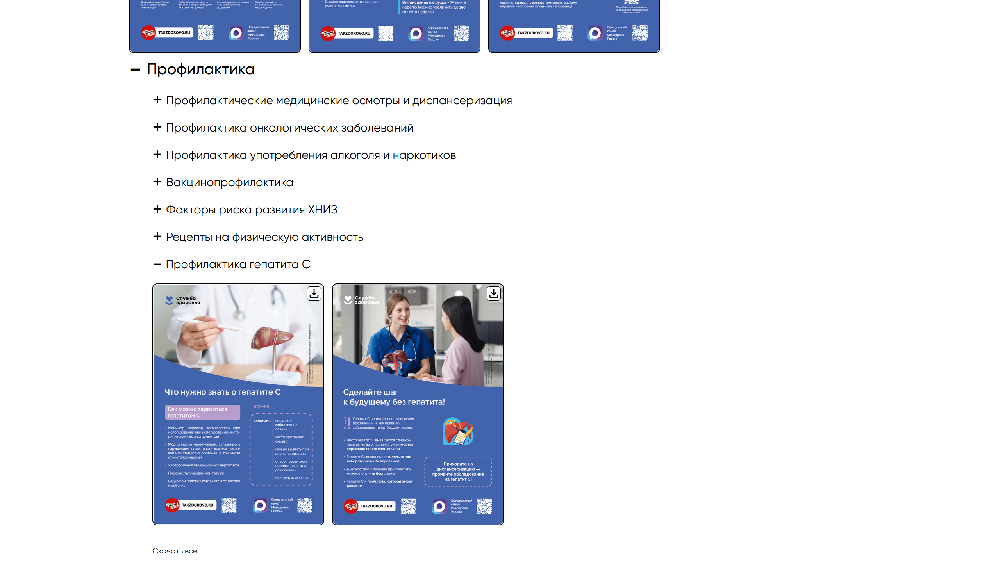 Добавляйте чаще в блюда
зелень (петрушку, укроп,
базилик и др.)
Выбирайте овощи и фрукты
без соли и сахара, используйте
их в качестве перекуса
Мытые фрукты всегда должны
быть на столе и легко
доступными
Зимой используйте
замороженные, сушеные
овощи и фрукты
TAKZDOROVO.RU
Официальный
канал
Минздрава
России
Делайте короткие активные пере-
рывы в течение дня
Интенсивная нагрузка - 75 мин в
неделю (можно увеличить до 150
минут в неделю)
TAKZDOROVO.RU
Офицальный
канал
Минздрава
России
уровень стресса, укрепить иммунную систему,
улучшить настроение и повысить самооценку!
Подробнее о рекомендациях
по физической активности для
пожилых людей
TAKZDOROVO.RU
Офицальный
канал
Минздрава
России
– Профилактика
+ Профилактические медицинские осмотры и диспансеризация
+ Профилактика онкологических заболеваний
+ Профилактика употребления алкоголя и наркотиков
+ Вакцинопрофилактика
+ Факторы риска развития ХНИЗ
+ Рецепты на физическую активность
– Профилактика гепатита С
Служба
здоровья
Что нужно знать о гепатите С
Как можно заразиться
гепатитом С
• Маникюр, педикюр, косметология (при
использовании при использовании несте-
рилизованных инструментов)
• Медицинские манипуляции, связанные с
нарушением целостности кожных покро-
вов или слизистых оболочек (в том числе
стоматологические)
• Употребление инъекционных наркотиков
• Пирсинг, татуировки или татуаж
• Редко при половых контактах и от матери
к ребенку
ВАЖНО!
Гепатит С
вирусное
заболевание
печени
часто протекает
скрыто
можно выявить при
диспансеризации
опасен развитием
цирроза печени и
рака печени
полностью излечим
TAKZDOROVO.RU
Официальный
канал
Минздрава
России
Служба
здоровья
Сделайте шаг
к будущему без гепатита!
Важно!
Гепатит С не имеет специфических
проявлений и, как правило,
заболевание течет бессимптомно
• Часто гепатит С выявляется слишком
поздно, когда у пациента уже имеется
серьезное поражение печени
• Гепатит С можно выявить только при
лабораторном обследовании
• Диагностику и лечение при гепатите С
можно получить бесплатно
• Гепатит С – проблема, которая имеет
решение
Приходите на
диспансеризацию —
пройдите обследование
на гепатит С!
TAKZDOROVO.RU
Официальный
канал
Минздрава
России
Скачать все